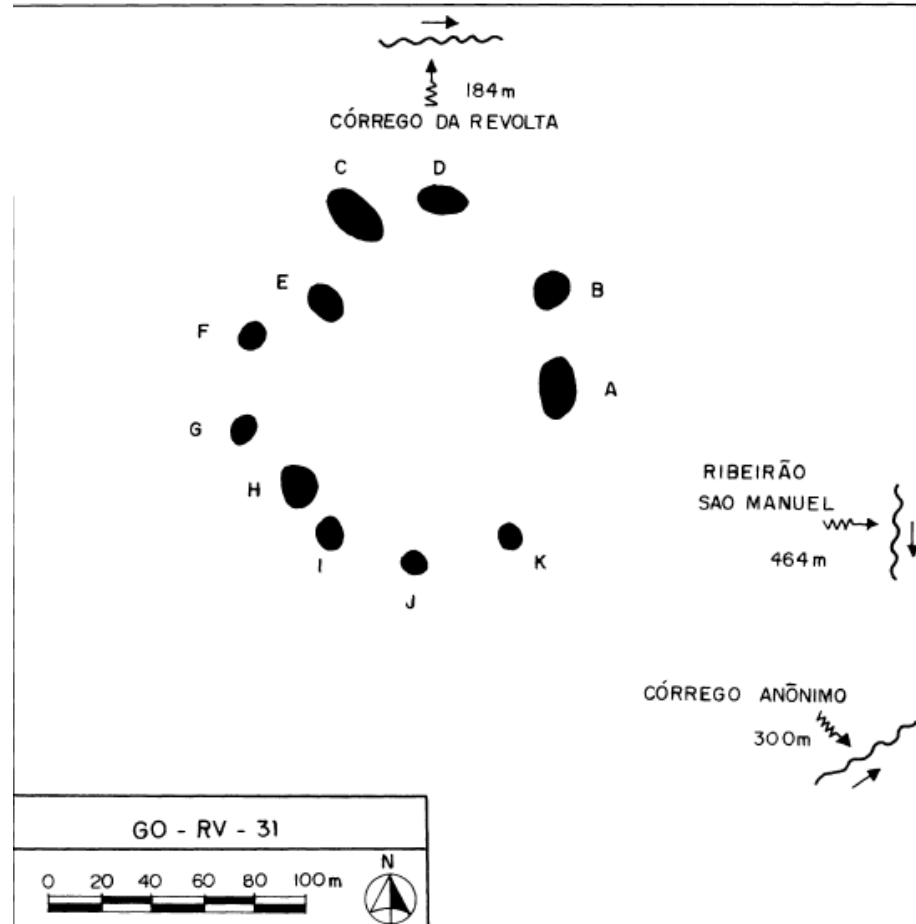 184m
CÓRREGO DA REVOLTA
C
D
E
B
F
A
G
H
I
K
J
RIBEIRÃO
SAO MANUEL
464m
CÓRREGO ANÕNIMO
300m
GO - RV - 31
N
0 20 40 60 80 100m